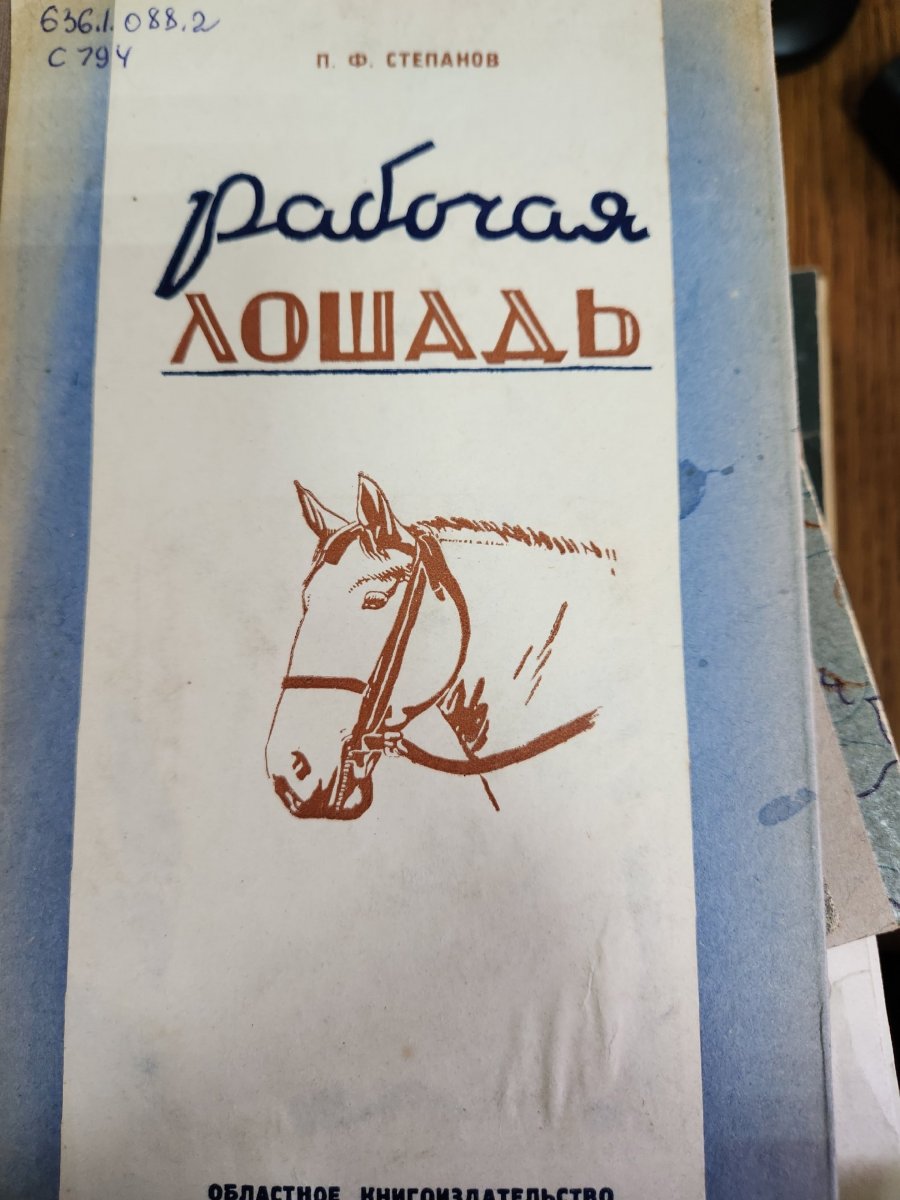 636.1.088.2
С 794
П. Ф. СТЕПАНОВ
Рабочая
ЛОШАДЬ
ОБЛАСТНОЕ КНИГОИЗДАТЕЛЬСТВО